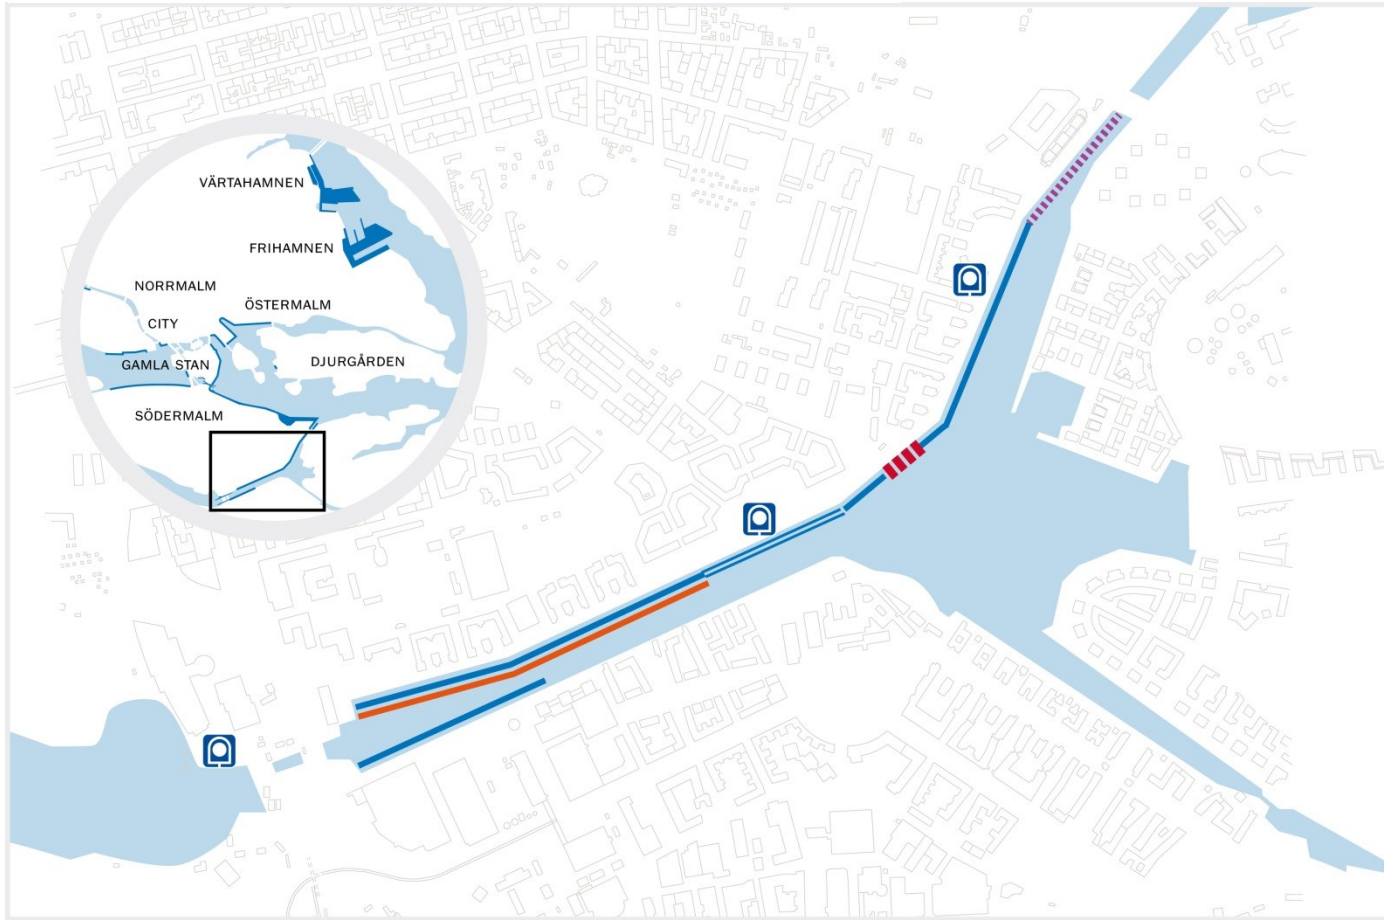 VÄRTAHAMNEN
FRIHAMNEN
NORRMALM
ÖSTERMALM
CITY
GAMLA STAN
DJURGÅRDEN
SÖDERMALM